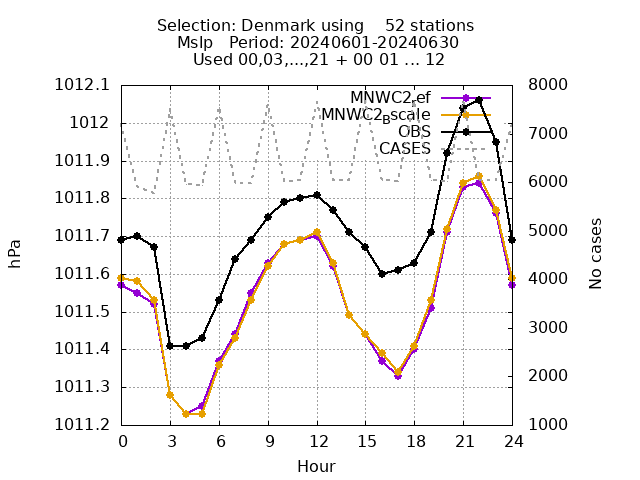 Selection: Denmark using    52 stations
Mslp   Period: 20240601-20240630
Used 00,03,...,21 + 00 01 ... 12
1012.1
1012
1011.9
1011.8
1011.7
1011.6
1011.5
1011.4
1011.3
1011.2
hPa
8000
7000
6000
5000
4000
3000
2000
1000
No cases
MNWC2.ef
MNWC2Bscale
OBS
CASES
0 3 6 9 12 15 18 21 24
Hour